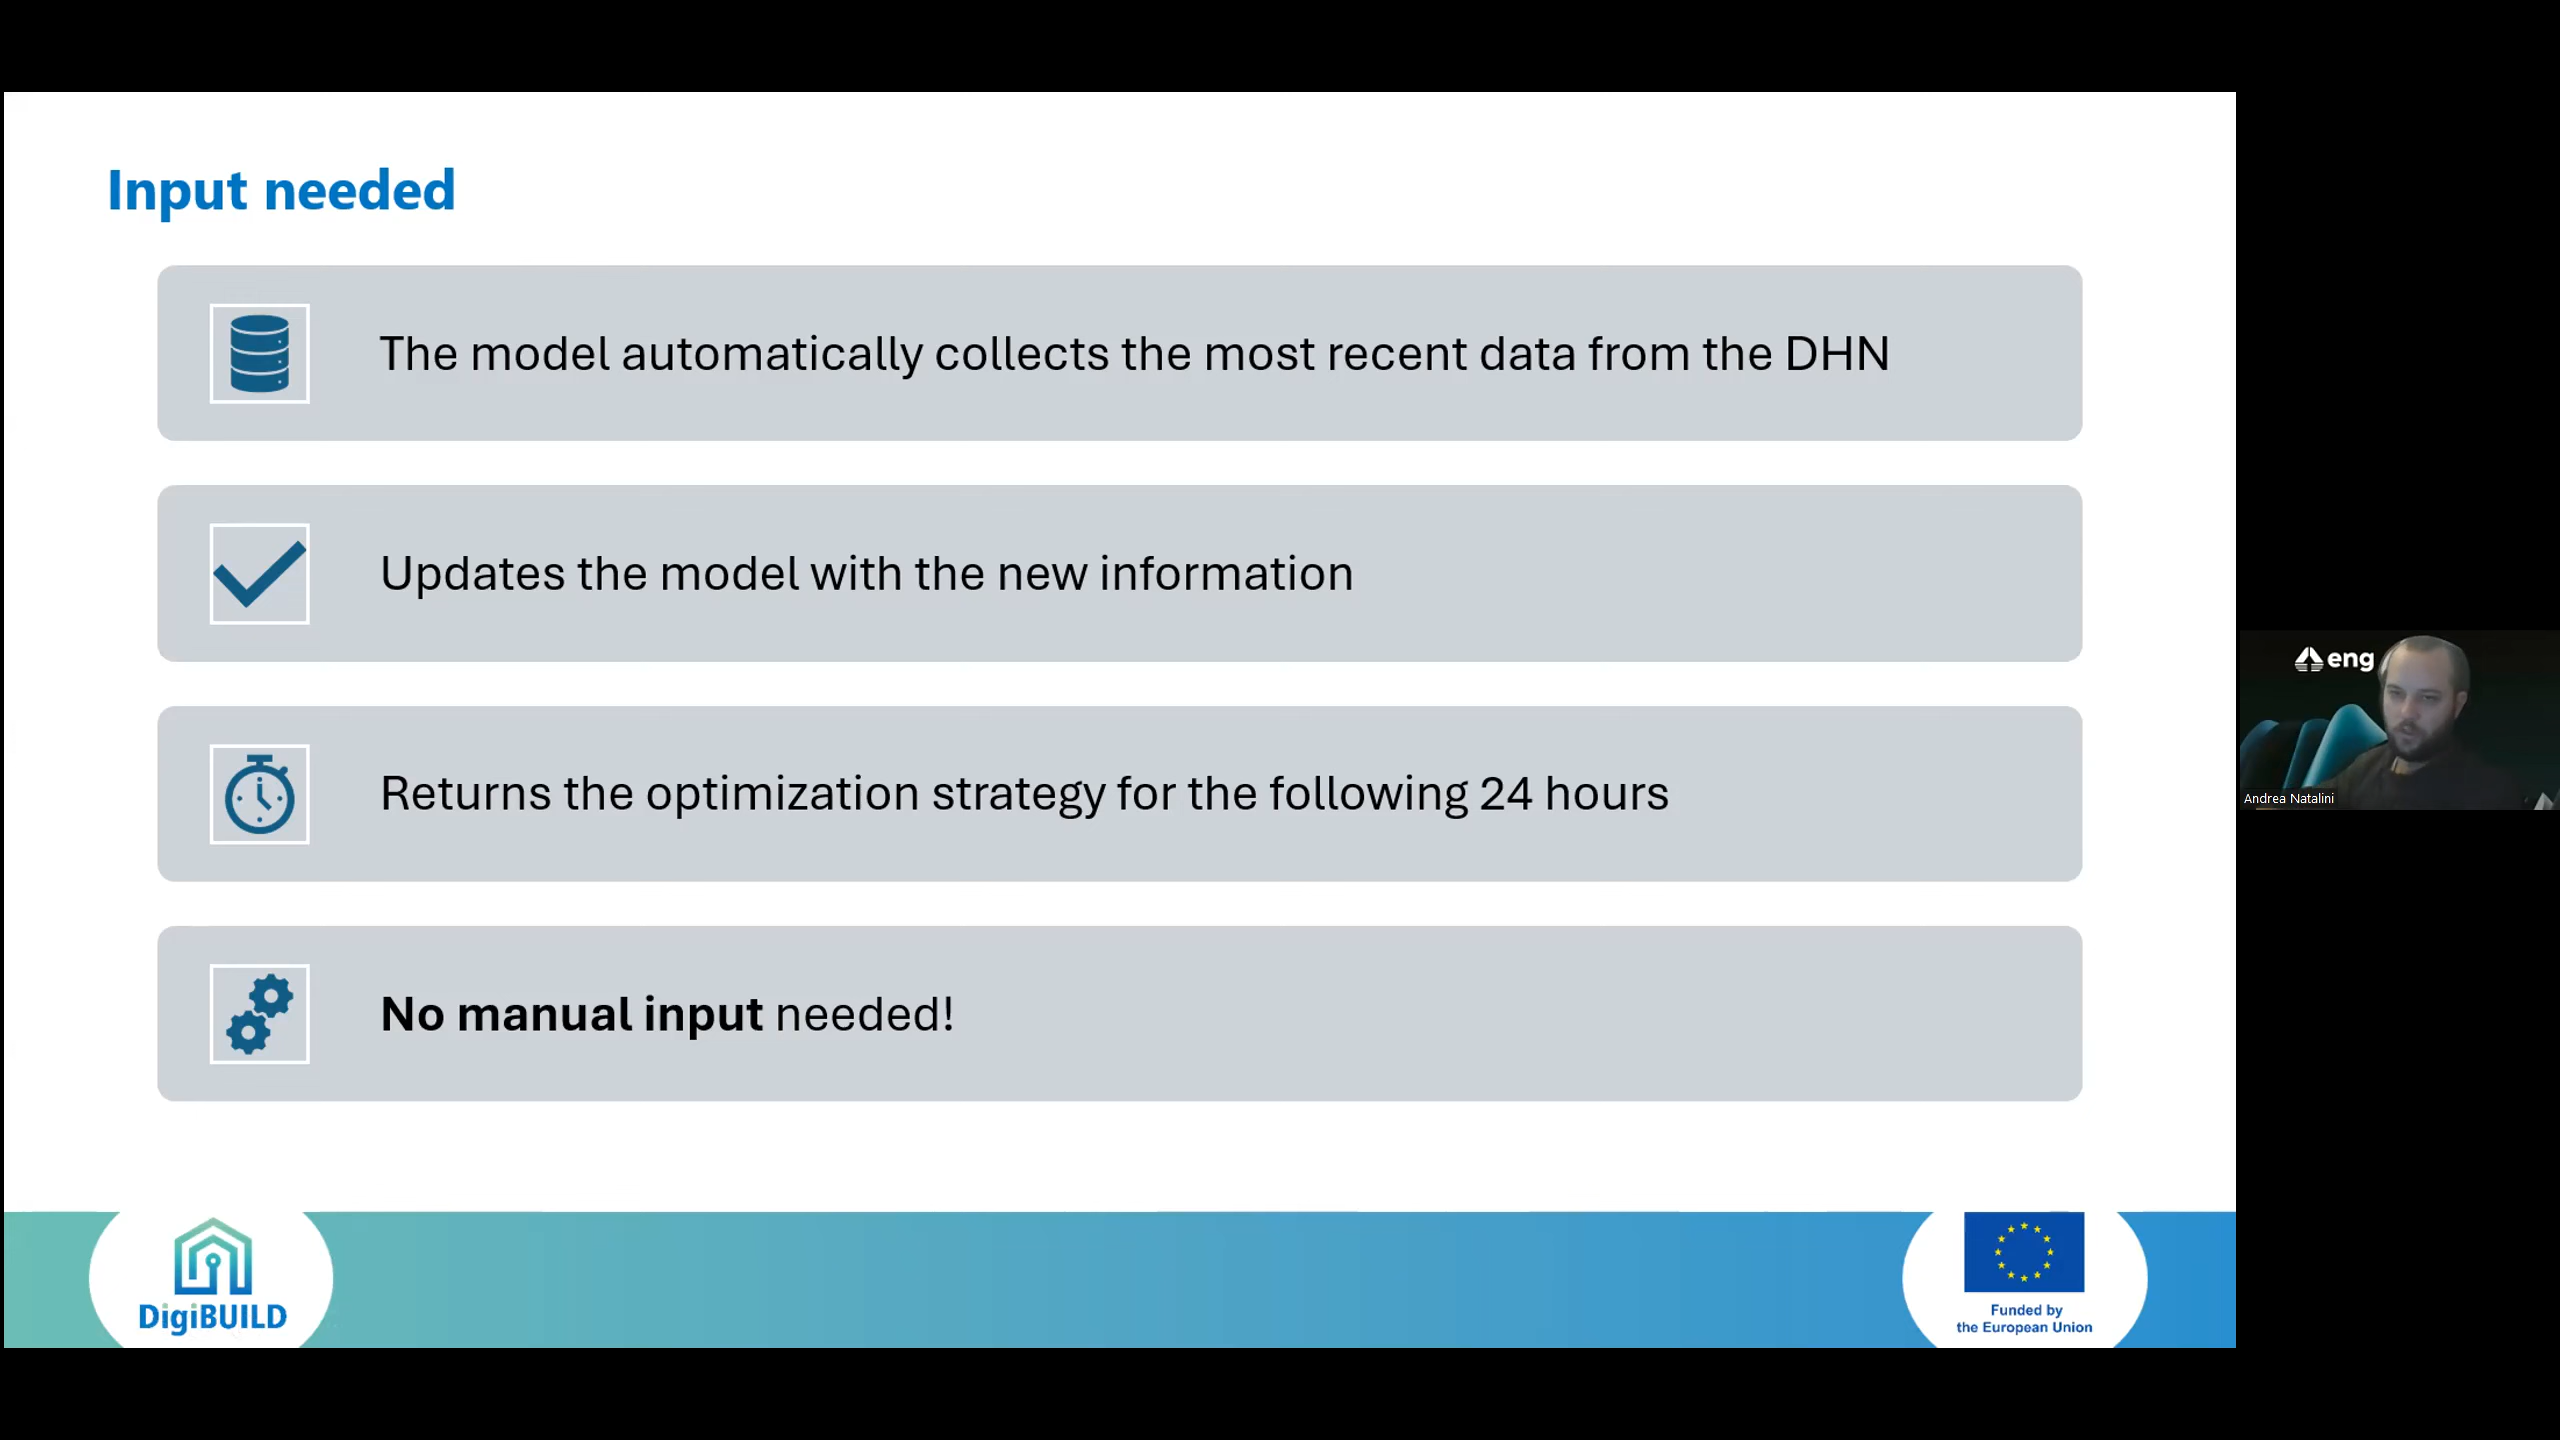 Input needed
The model automatically collects the most recent data from the DHN
Updates the model with the new information
Returns the optimization strategy for the following 24 hours
No manual input needed!
eng
Andrea Natalini
DigiBUILD
Funded by
the European Union